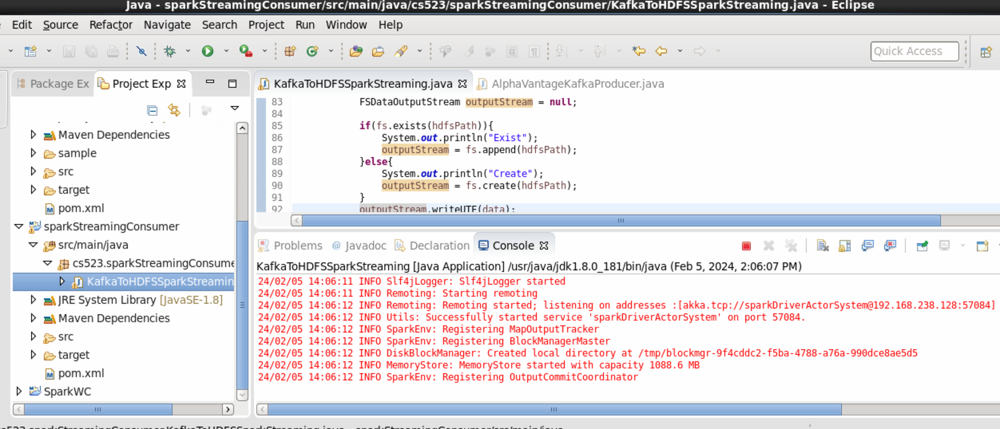 Java - sparkStreamingConsumer/src/main/java/cs523/sparkStreamingConsumer/KafkaToHDFSSparkStreaming.java - Eclipse
Edit Source Refactor Navigate Search Project Run Window Help
Quick Access
Package Ex Project Exp
Maven Dependencies
sample
src
target
pom.xml
sparkStreamingConsumer
src/main/java
cs523.sparkStreamingConsume
KafkaToHDFSSparkStreamin
JRE System Library [JavaSE-1.8]
Maven Dependencies
src
target
pom.xml
SparkWC
KafkaToHDFSSparkStreaming.java AlphaVantageKafkaProducer.java
83 FSDataOutputStream outputStream = null;
84
85 if(fs.exists(hdfsPath)){
86 System.out.println("Exist");
87 outputStream = fs.append(hdfsPath);
88 }else{
89 System.out.println("Create");
90 outputStream = fs.create(hdfsPath);
91 }
92 outputStream.writeUTF(data);
Problems @ Javadoc Declaration Console
KafkaToHDFSSparkStreaming [Java Application] /usr/java/jdk1.8.0_181/bin/java (Feb 5, 2024, 2:06:07 PM)
24/02/05 14:06:11 INFO Slf4jLogger: Slf4jLogger started
24/02/05 14:06:11 INFO Remoting: Starting remoting
24/02/05 14:06:12 INFO Remoting: Remoting started; listening on addresses :[akka.tcp://sparkDriverActorSystem@192.168.238.128:57084]
24/02/05 14:06:12 INFO Utils: Successfully started service 'sparkDriverActorSystem' on port 57084.
24/02/05 14:06:12 INFO SparkEnv: Registering MapOutputTracker
24/02/05 14:06:12 INFO SparkEnv: Registering BlockManagerMaster
24/02/05 14:06:12 INFO DiskBlockManager: Created local directory at /tmp/blockmgr-9f4cddc2-f5ba-4788-a76a-990dce8ae5d5
24/02/05 14:06:12 INFO MemoryStore: MemoryStore started with capacity 1088.6 MB
24/02/05 14:06:12 INFO SparkEnv: Registering OutputCommitCoordinator